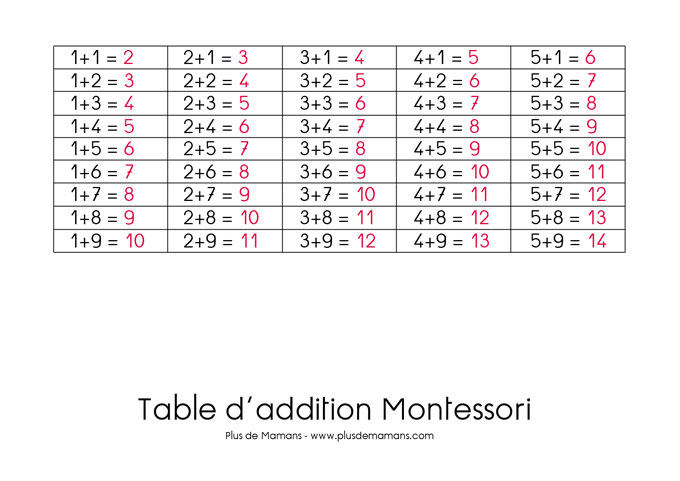 1+1 = 2 2+1 = 3 3+1 = 4 4+1 = 5 5+1 = 6
1+2 = 3 2+2 = 4 3+2 = 5 4+2 = 6 5+2 = 7
1+3 = 4 2+3 = 5 3+3 = 6 4+3 = 7 5+3 = 8
1+4 = 5 2+4 = 6 3+4 = 7 4+4 = 8 5+4 = 9
1+5 = 6 2+5 = 7 3+5 = 8 4+5 = 9 5+5 = 10
1+6 = 7 2+6 = 8 3+6 = 9 4+6 = 10 5+6 = 11
1+7 = 8 2+7 = 9 3+7 = 10 4+7 = 11 5+7 = 12
1+8 = 9 2+8 = 10 3+8 = 11 4+8 = 12 5+8 = 13
1+9 = 10 2+9 = 11 3+9 = 12 4+9 = 13 5+9 = 14
Table d’addition Montessori
Plus de Mamans - www.plusdemamans.com